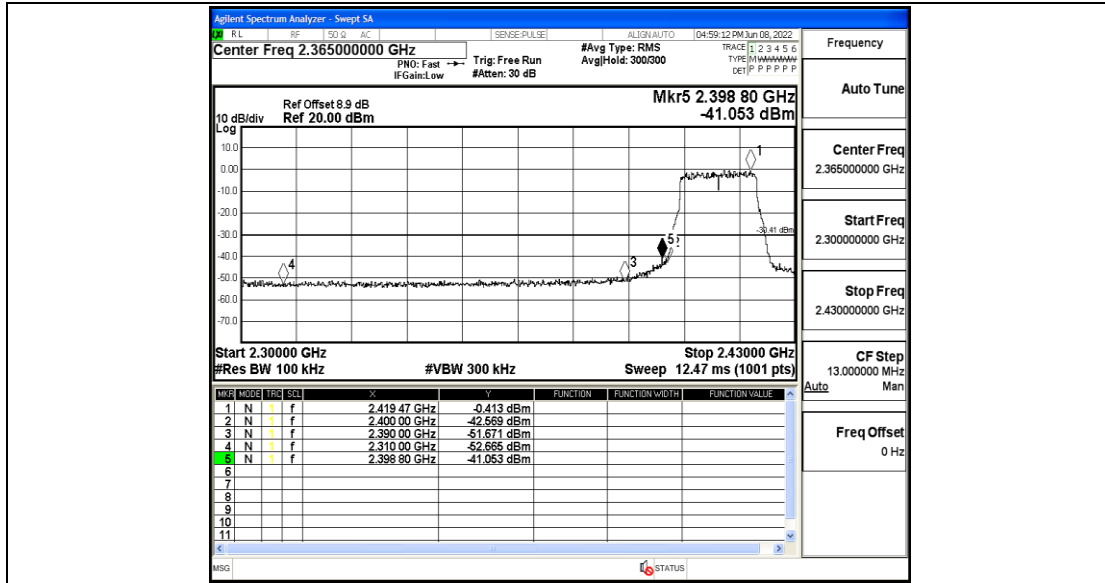 Agilent Spectrum Analyzer - Swept SA
RL RF 50 Ω AC SENSE:PULSE ALIGN AUTO 04:59:12 PM Jun 08, 2022
Center Freq 2.365000000 GHz
PNO: Fast
IFGain:Low
Trig: Free Run
#Atten: 30 dB
#Avg Type: RMS
Avg|Hold: 300/300
TRACE 1 2 3 4 5 6
TYPE M
DET P P P P P P
Frequency
Auto Tune
Mkr5 2.398 80 GHz
-41.053 dBm
Ref Offset 8.9 dB
10 dB/div Ref 20.00 dBm
Log
10.0
0.00
-10.0
-20.0
-30.0
-40.0
-50.0
-60.0
-70.0
1
-30.41 dBm
5
3
4
Center Freq
2.365000000 GHz
Start Freq
2.300000000 GHz
Stop Freq
2.430000000 GHz
Start 2.30000 GHz Stop 2.43000 GHz
#Res BW 100 kHz #VBW 300 kHz Sweep 12.47 ms (1001 pts)
CF Step
13.000000 MHz
Auto Man
MKR MODE TRC SCL X Y FUNCTION FUNCTION WIDTH FUNCTION VALUE
1 N 1 f 2.419 47 GHz -0.413 dBm
2 N 1 f 2.400 00 GHz -42.569 dBm
3 N 1 f 2.390 00 GHz -51.671 dBm
4 N 1 f 2.310 00 GHz -52.665 dBm
5 N 1 f 2.398 80 GHz -41.053 dBm
6
7
8
9
10
11
Freq Offset
0 Hz
MSG STATUS